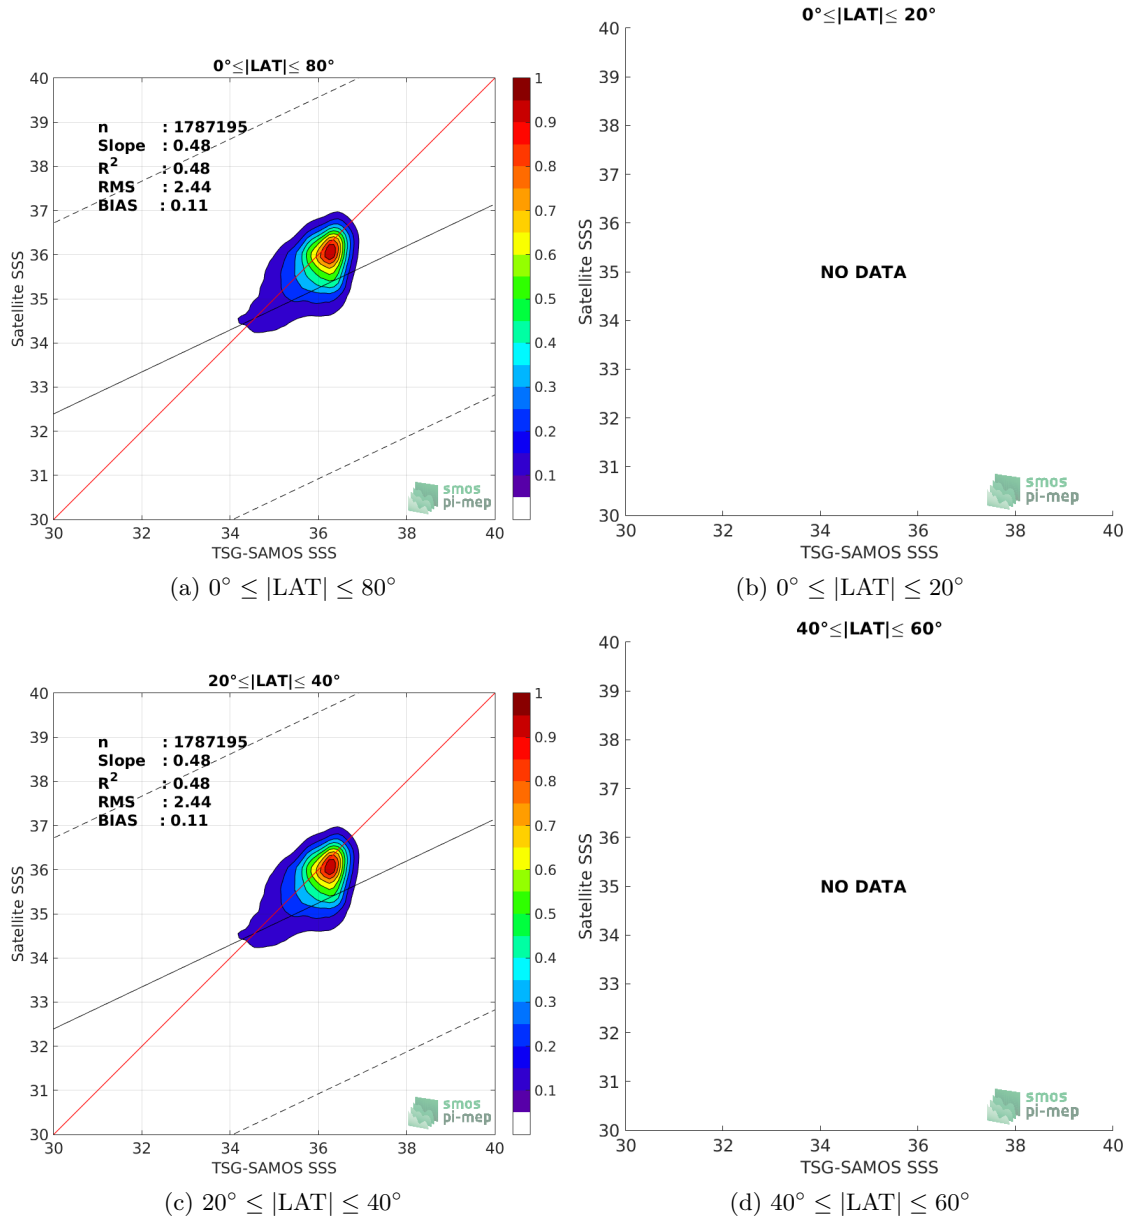 0°≤|LAT|≤ 80°
n : 1787195
Slope : 0.48
R² : 0.48
RMS : 2.44
BIAS : 0.11
40
39
38
37
36
35
34
33
32
31
30
Satellite SSS
30 32 34 36 38 40
TSG-SAMOS SSS
1
0.9
0.8
0.7
0.6
0.5
0.4
0.3
0.2
0.1
smos
pi-mep
(a) 0° ≤ |LAT| ≤ 80°
0°≤|LAT|≤ 20°
40
39
38
37
36
35
34
33
32
31
30
Satellite SSS
NO DATA
smos
pi-mep
30 32 34 36 38 40
TSG-SAMOS SSS
(b) 0° ≤ |LAT| ≤ 20°
20°≤|LAT|≤ 40°
n : 1787195
Slope : 0.48
R² : 0.48
RMS : 2.44
BIAS : 0.11
40
39
38
37
36
35
34
33
32
31
30
Satellite SSS
30 32 34 36 38 40
TSG-SAMOS SSS
1
0.9
0.8
0.7
0.6
0.5
0.4
0.3
0.2
0.1
smos
pi-mep
(c) 20° ≤ |LAT| ≤ 40°
40°≤|LAT|≤ 60°
40
39
38
37
36
35
34
33
32
31
30
Satellite SSS
NO DATA
smos
pi-mep
30 32 34 36 38 40
TSG-SAMOS SSS
(d) 40° ≤ |LAT| ≤ 60°